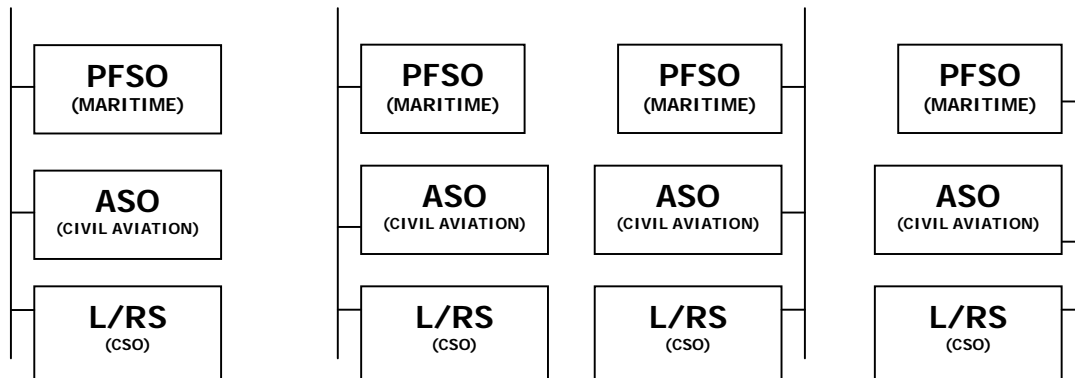 PFSO
(MARITIME)
PFSO
(MARITIME)
PFSO
(MARITIME)
PFSO
(MARITIME)
ASO
(CIVIL AVIATION)
ASO
(CIVIL AVIATION)
ASO
(CIVIL AVIATION)
ASO
(CIVIL AVIATION)
L/RS
(CSO)
L/RS
(CSO)
L/RS
(CSO)
L/RS
(CSO)